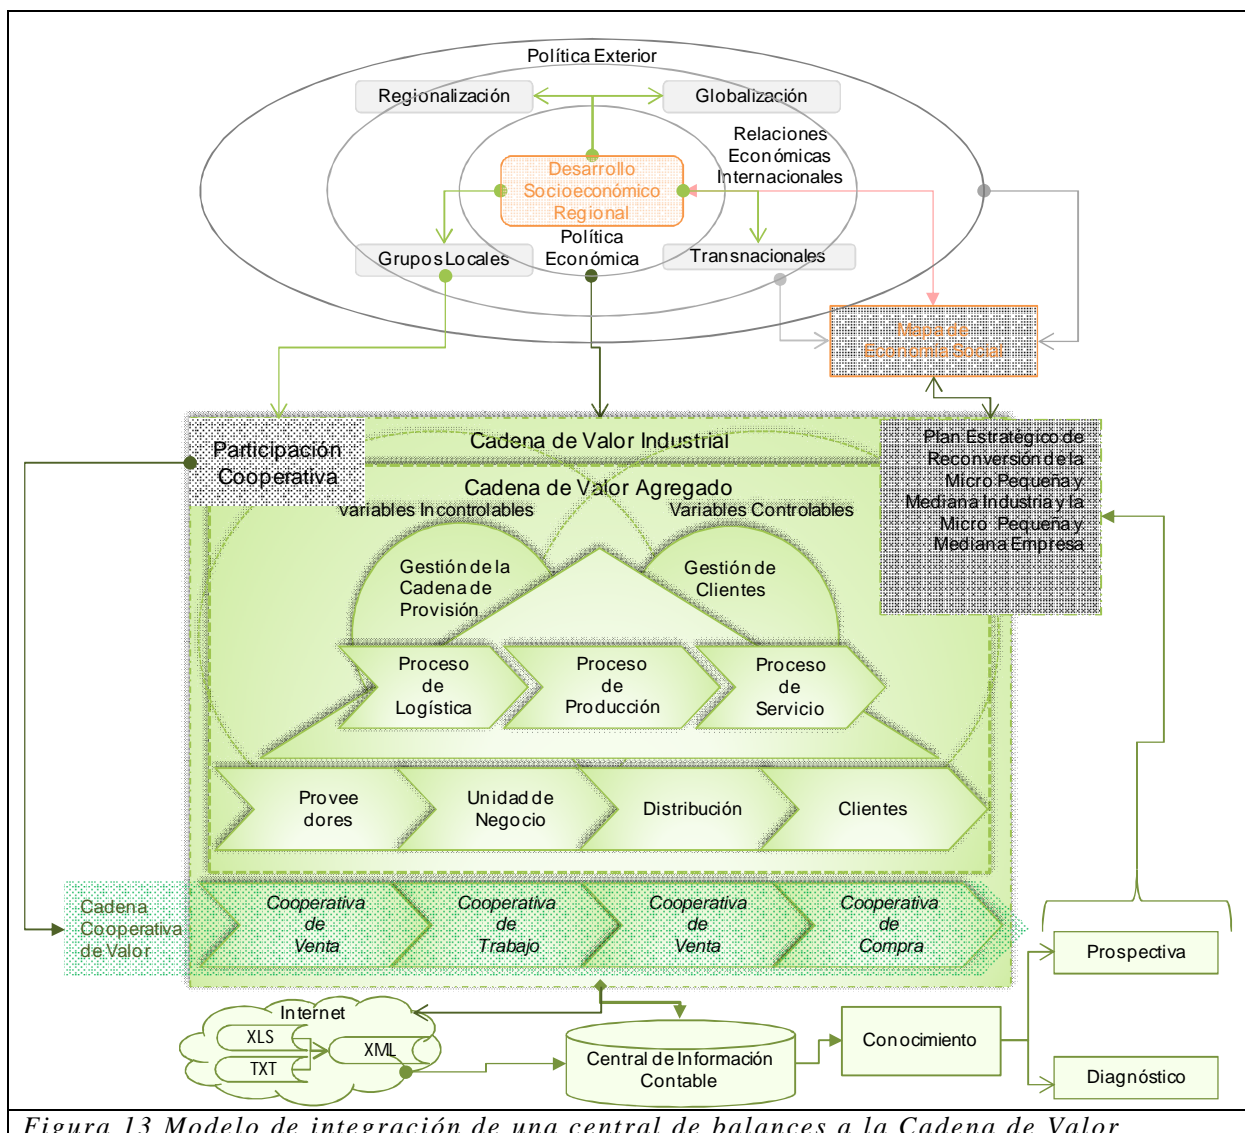 Política Exterior
Regionalización
Globalización
Relaciones
Económicas
Internacionales
Desarrollo
Socioeconómico
Regional
Política
Económica
Grupos Locales
Transnacionales
Mapa de
Economía Social
Participación
Cooperativa
Cadena de Valor Industrial
Plan Estratégico de
Reconversión de la
Micro Pequeña y
Mediana Industria y la
Micro Pequeña y
Mediana Empresa
Cadena de Valor Agregado
Variables Incontrolables
Variables Controlables
Gestión de la
Cadena de
Provisión
Gestión de
Clientes
Proceso
de
Logística
Proceso
de
Producción
Proceso
de
Servicio
Provee
dores
Unidad de
Negocio
Distribución
Clientes
Cadena
Cooperativa
de Valor
Cooperativa
de
Venta
Cooperativa
de
Trabajo
Cooperativa
de
Venta
Cooperativa
de
Compra
Prospectiva
Internet
XLS
TXT
XML
Central de Información
Contable
Conocimiento
Diagnóstico
Figura 13 Modelo de integración de una central de balances a la Cadena de Valor